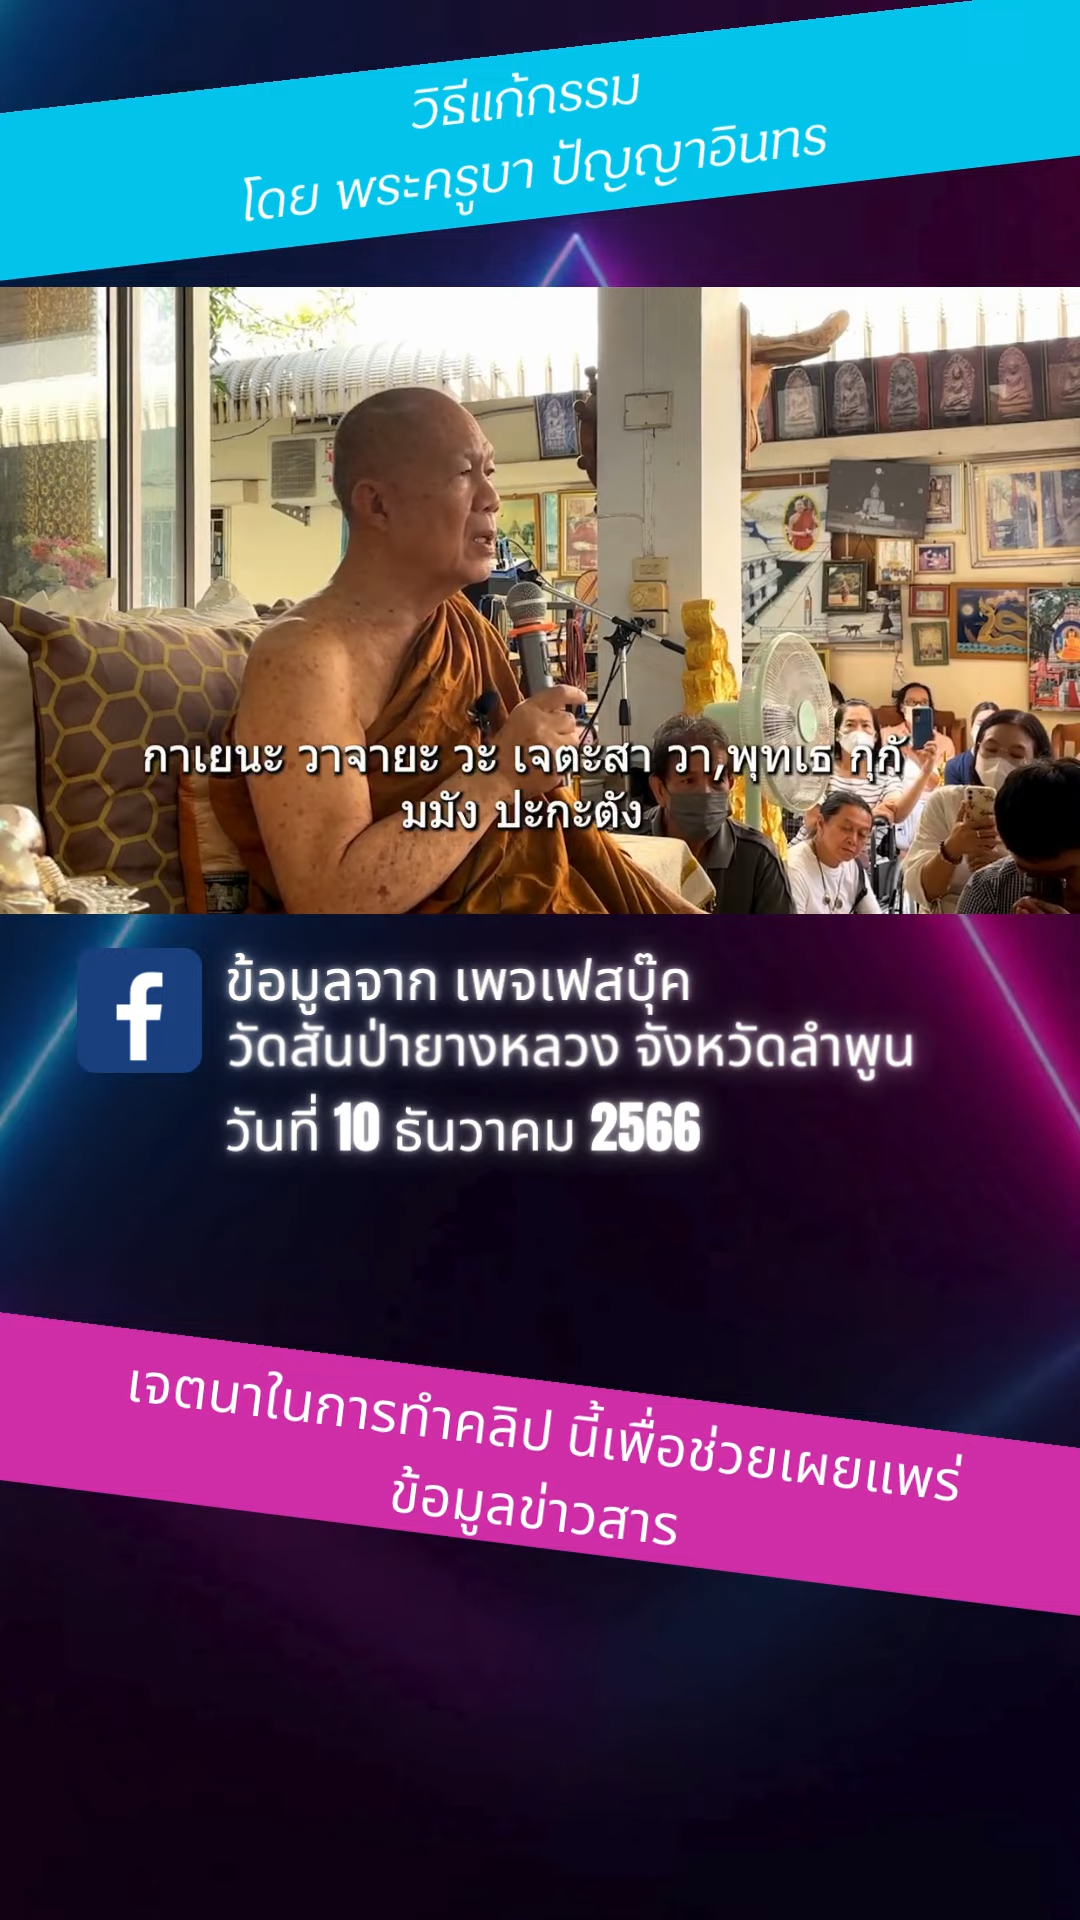 วิธีแก้กรรม
โดย พระครูบา ปัญญาอินทร
กาเยนะ วาจายะ วะ เจตะสา วา,พุทเธ กุกั
มมัง ปะกะตัง
ข้อมูลจาก เพจเฟสบุ๊ค
วัดสันป่ายางหลวง จังหวัดลำพูน
วันที่ 10 ธันวาคม 2566
เจตนาในการทำคลิป นี้เพื่อช่วยเผยแพร่
ข้อมูลข่าวสาร